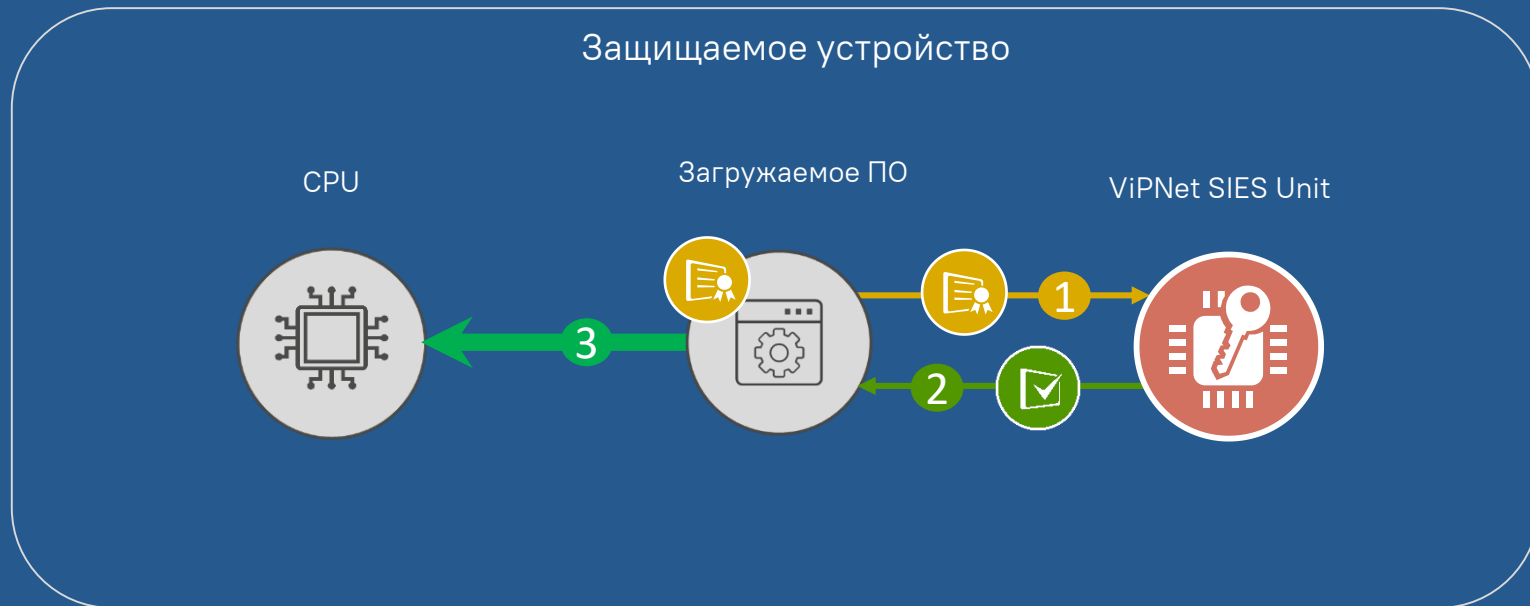 Защищаемое устройство
CPU
Загружаемое ПО
ViPNet SIES Unit
1
3
2